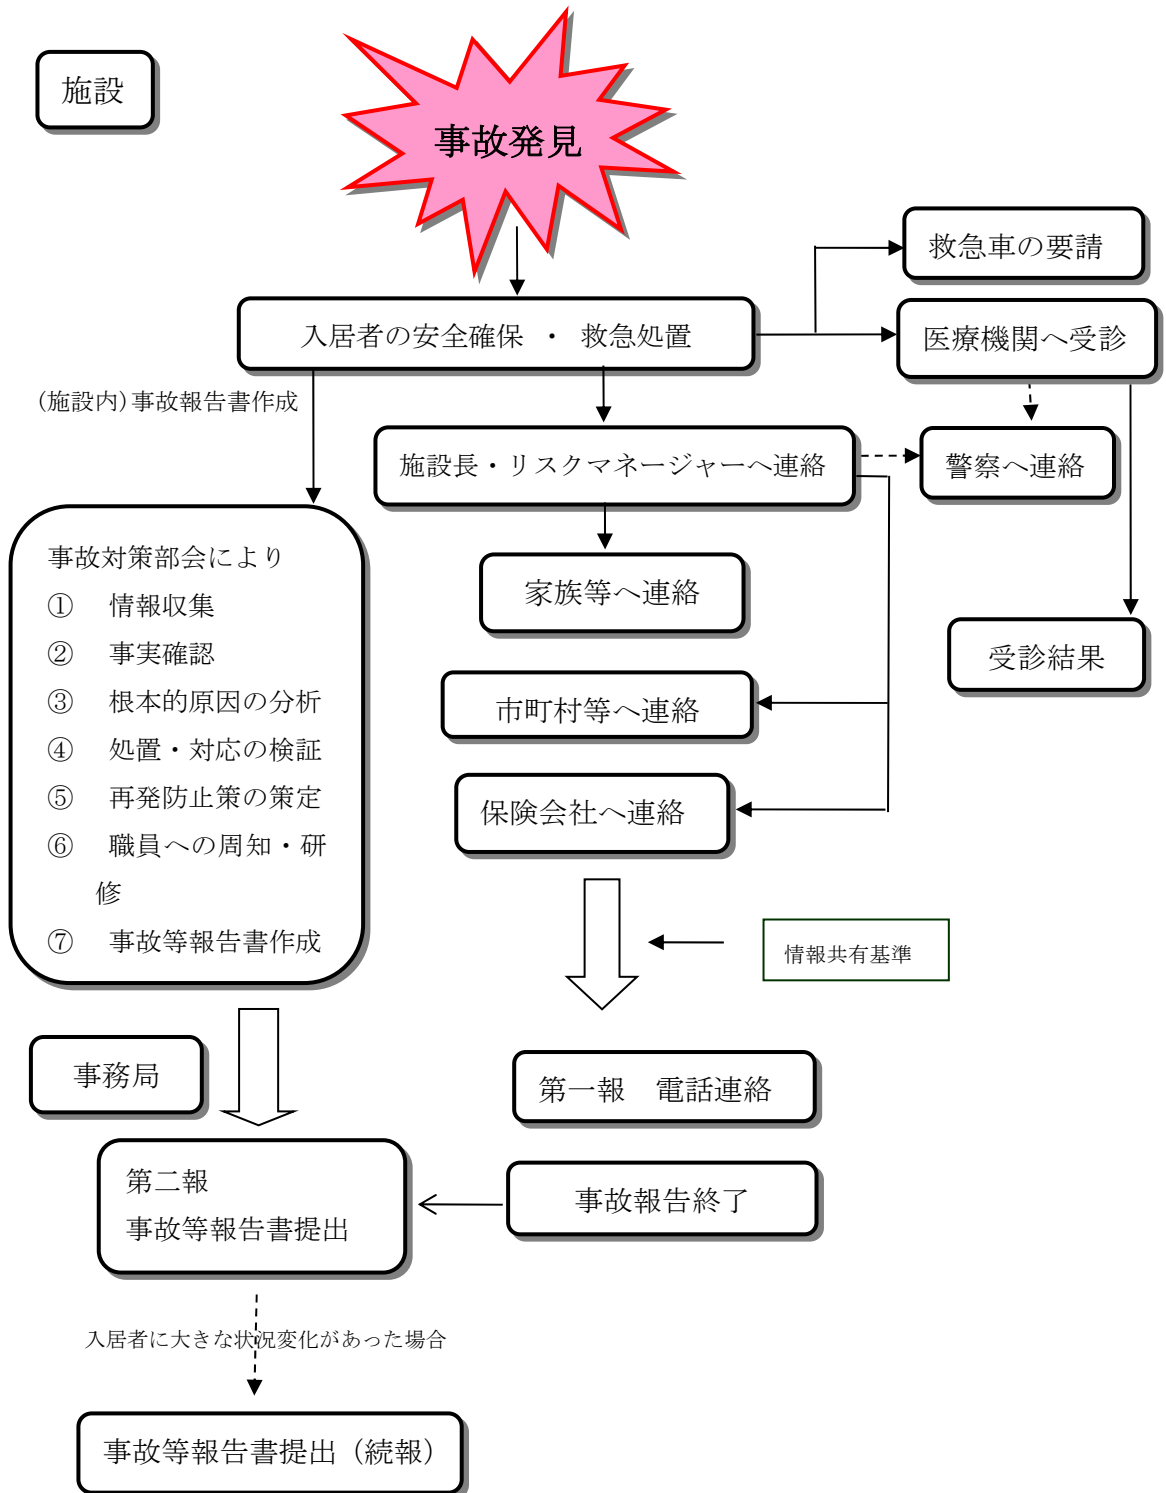 施設
事故発見
救急車の要請
入居者の安全確保 ・ 救急処置
医療機関へ受診
(施設内)事故報告書作成
施設長・リスクマネージャーへ連絡
警察へ連絡
事故対策部会により
① 情報収集
② 事実確認
③ 根本的原因の分析
④ 処置・対応の検証
⑤ 再発防止策の策定
⑥ 職員への周知・研
修
⑦ 事故等報告書作成
家族等へ連絡
受診結果
市町村等へ連絡
保険会社へ連絡
情報共有基準
事務局
第一報 電話連絡
第二報
事故等報告書提出
事故報告終了
入居者に大きな状況変化があった場合
事故等報告書提出（続報）